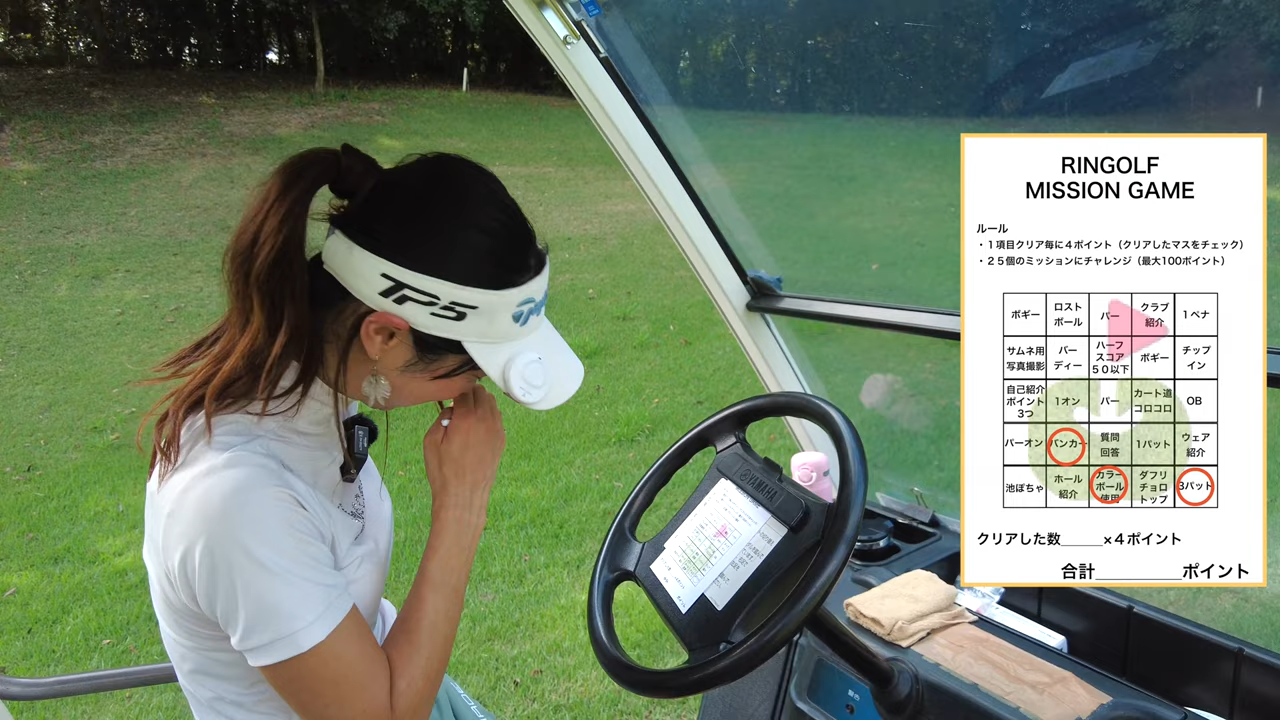 TP5
YAMAHA
RINGOLF
MISSION GAME
ルール
・１項目クリア毎に４ポイント（クリアしたマスをチェック）
・２５個のミッションにチャレンジ（最大100ポイント）
ボギー
ロスト
ボール
パー
クラブ
紹介
１ペナ
サムネ用
写真撮影
バー
ディー
ハーフ
スコア
５０以下
ボギー
チップ
イン
自己紹介
ポイント
3つ
1オン
パー
カート道
コロコロ
OB
パーオン
バンカー
質問
回答
1パット
ウェア
紹介
池ぽちゃ
ホール
紹介
カラー
ボール
使用
ダフリ
チョロ
トップ
3パット
クリアした数_____×４ポイント
合計_________ポイント